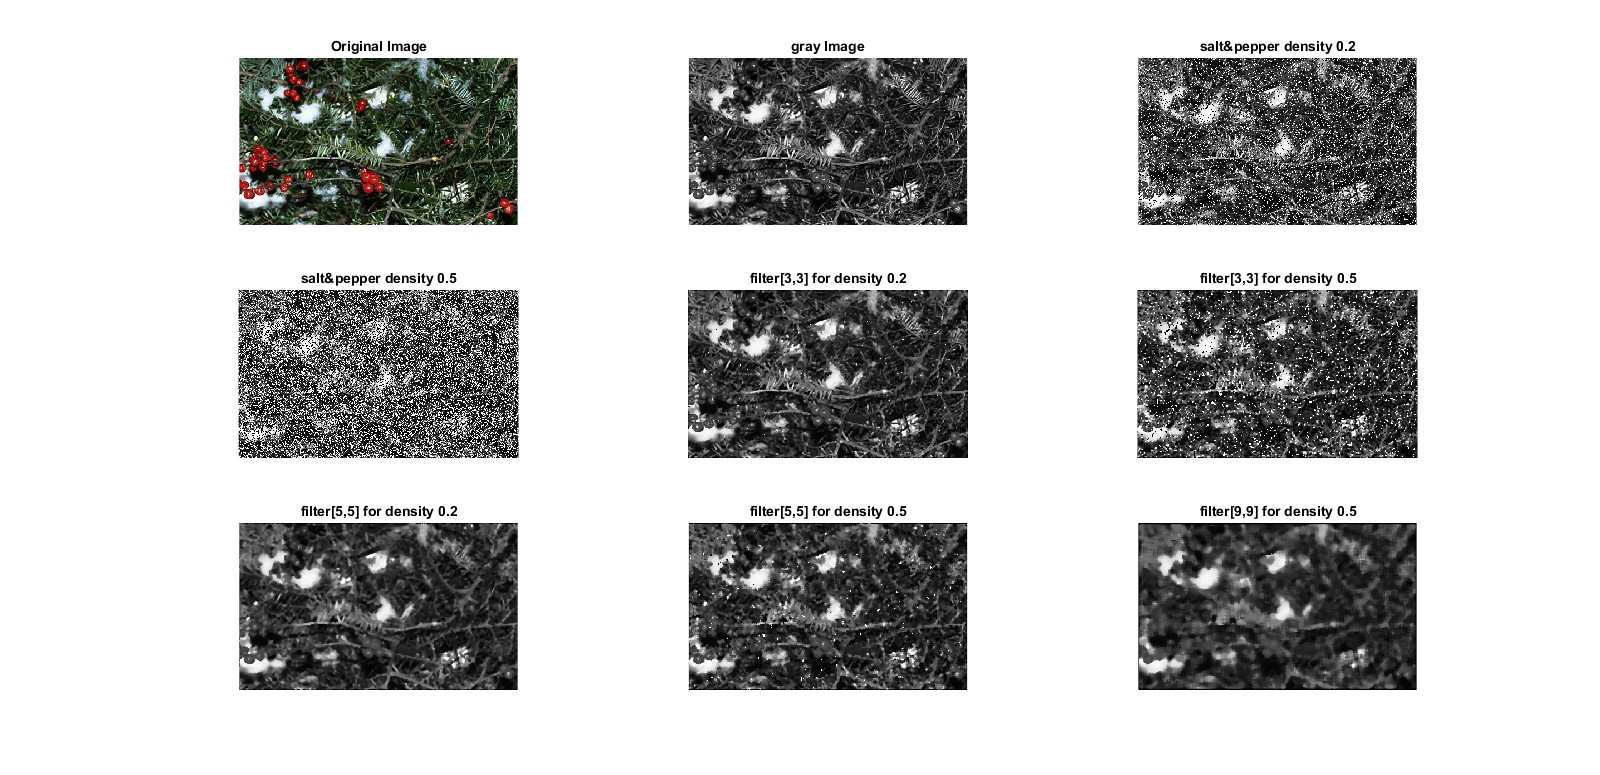 Original Image
gray Image
salt&pepper density 0.2
salt&pepper density 0.5
filter[3,3] for density 0.2
filter[3,3] for density 0.5
filter[5,5] for density 0.2
filter[5,5] for density 0.5
filter[9,9] for density 0.5